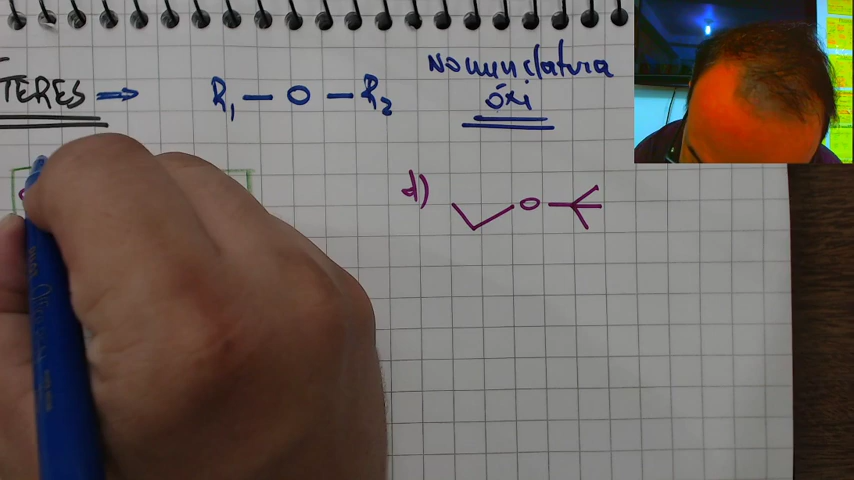 TERES ⇒ R₁ — O — R₂
Nomenclatura
óxi
d)
O